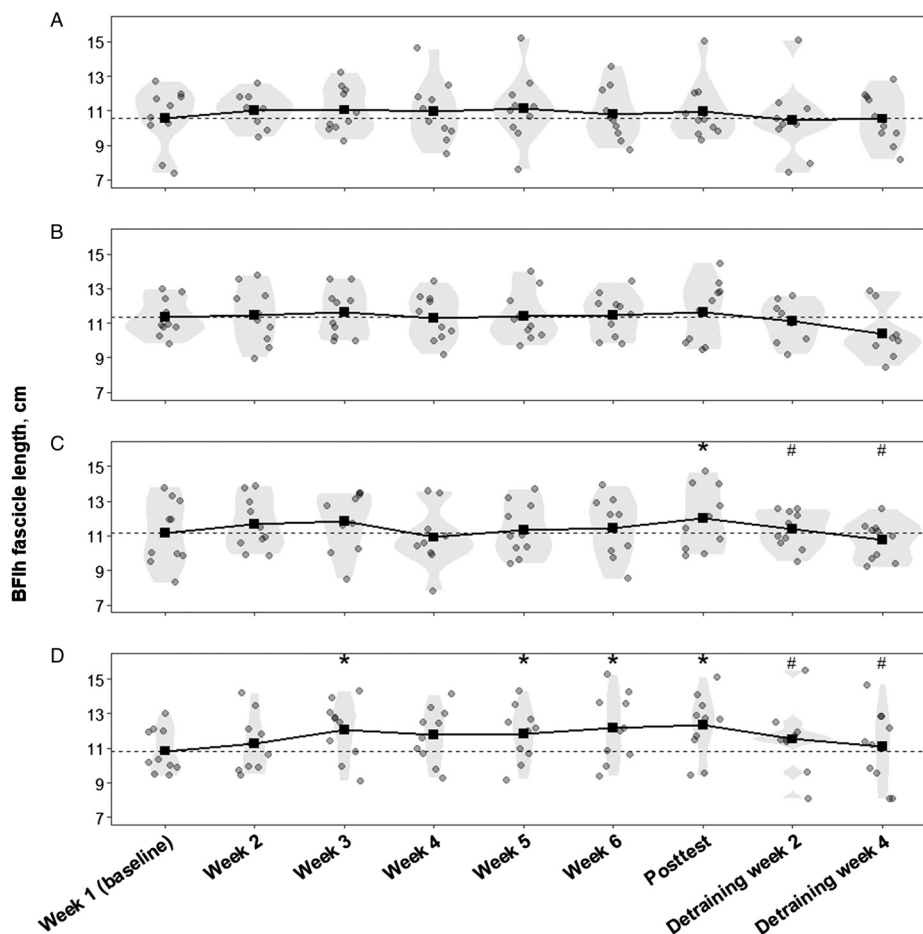 A
15
13
11
9
7
B
15
13
11
9
7
C
*
#
#
15
13
11
9
7
D
*
*
*
*
#
#
15
13
11
9
7
BFlh fascicle length, cm
Week 1 (baseline)
Week 2
Week 3
Week 4
Week 5
Week 6
Posttest
Detraining week 2
Detraining week 4